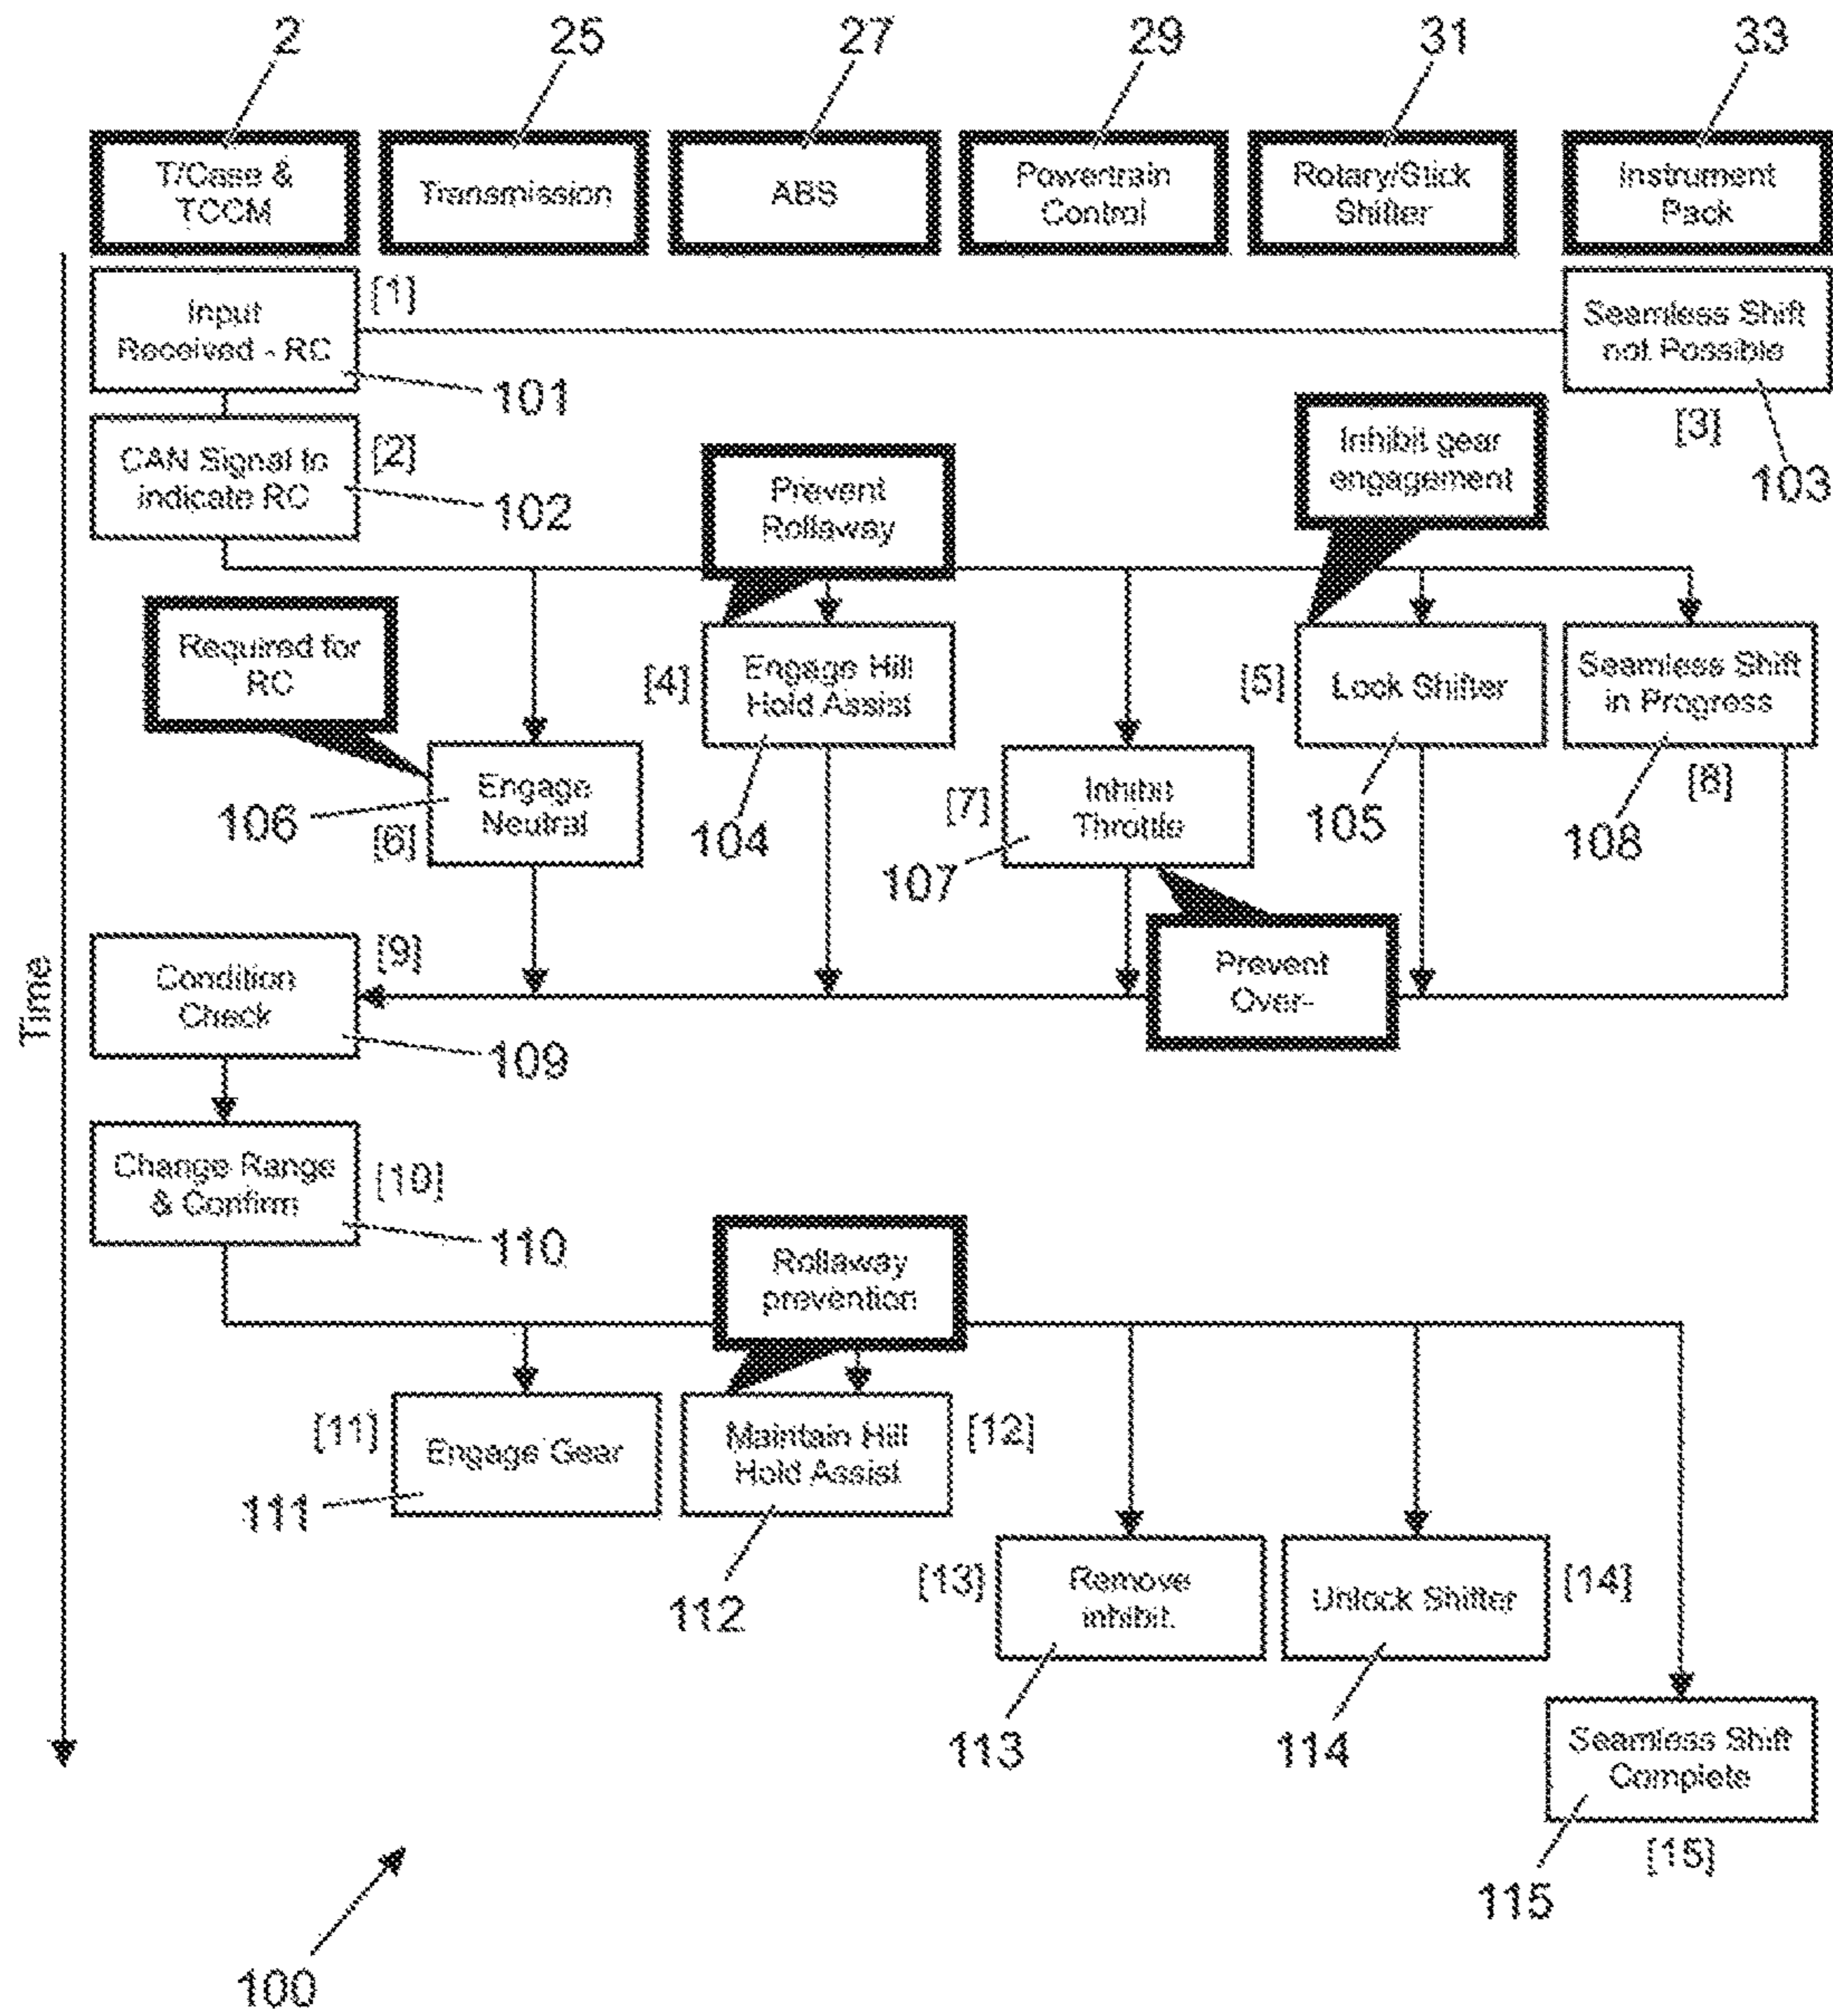 2
25
27
29
31
33
T/Case &
TCCM
Transmission
ABS
Powertrain
Control
Rotary/Stick
Shifter
Instrument
Pack
Time
Input
Received - RC
[1]
101
Seamless Shift
not Possible
[3]
103
CAN Signal to
indicate RC
[2]
102
Prevent
Rollaway
Inhibit gear
engagement
Required for
RC
[4]
Engage Hill
Hold Assist
104
[5]
Lock Shifter
105
Seamless Shift
in Progress
[8]
108
Engage
Neutral
106
[6]
[7]
Inhibit
Throttle
107
Prevent
Over-
Condition
Check
[9]
109
Change Range
& Confirm
[10]
110
Rollaway
prevention
[11]
Engage Gear
111
Maintain Hill
Hold Assist
[12]
112
[13]
Remove
inhibit.
113
Unlock Shifter
[14]
114
Seamless Shift
Complete
[15]
115
100